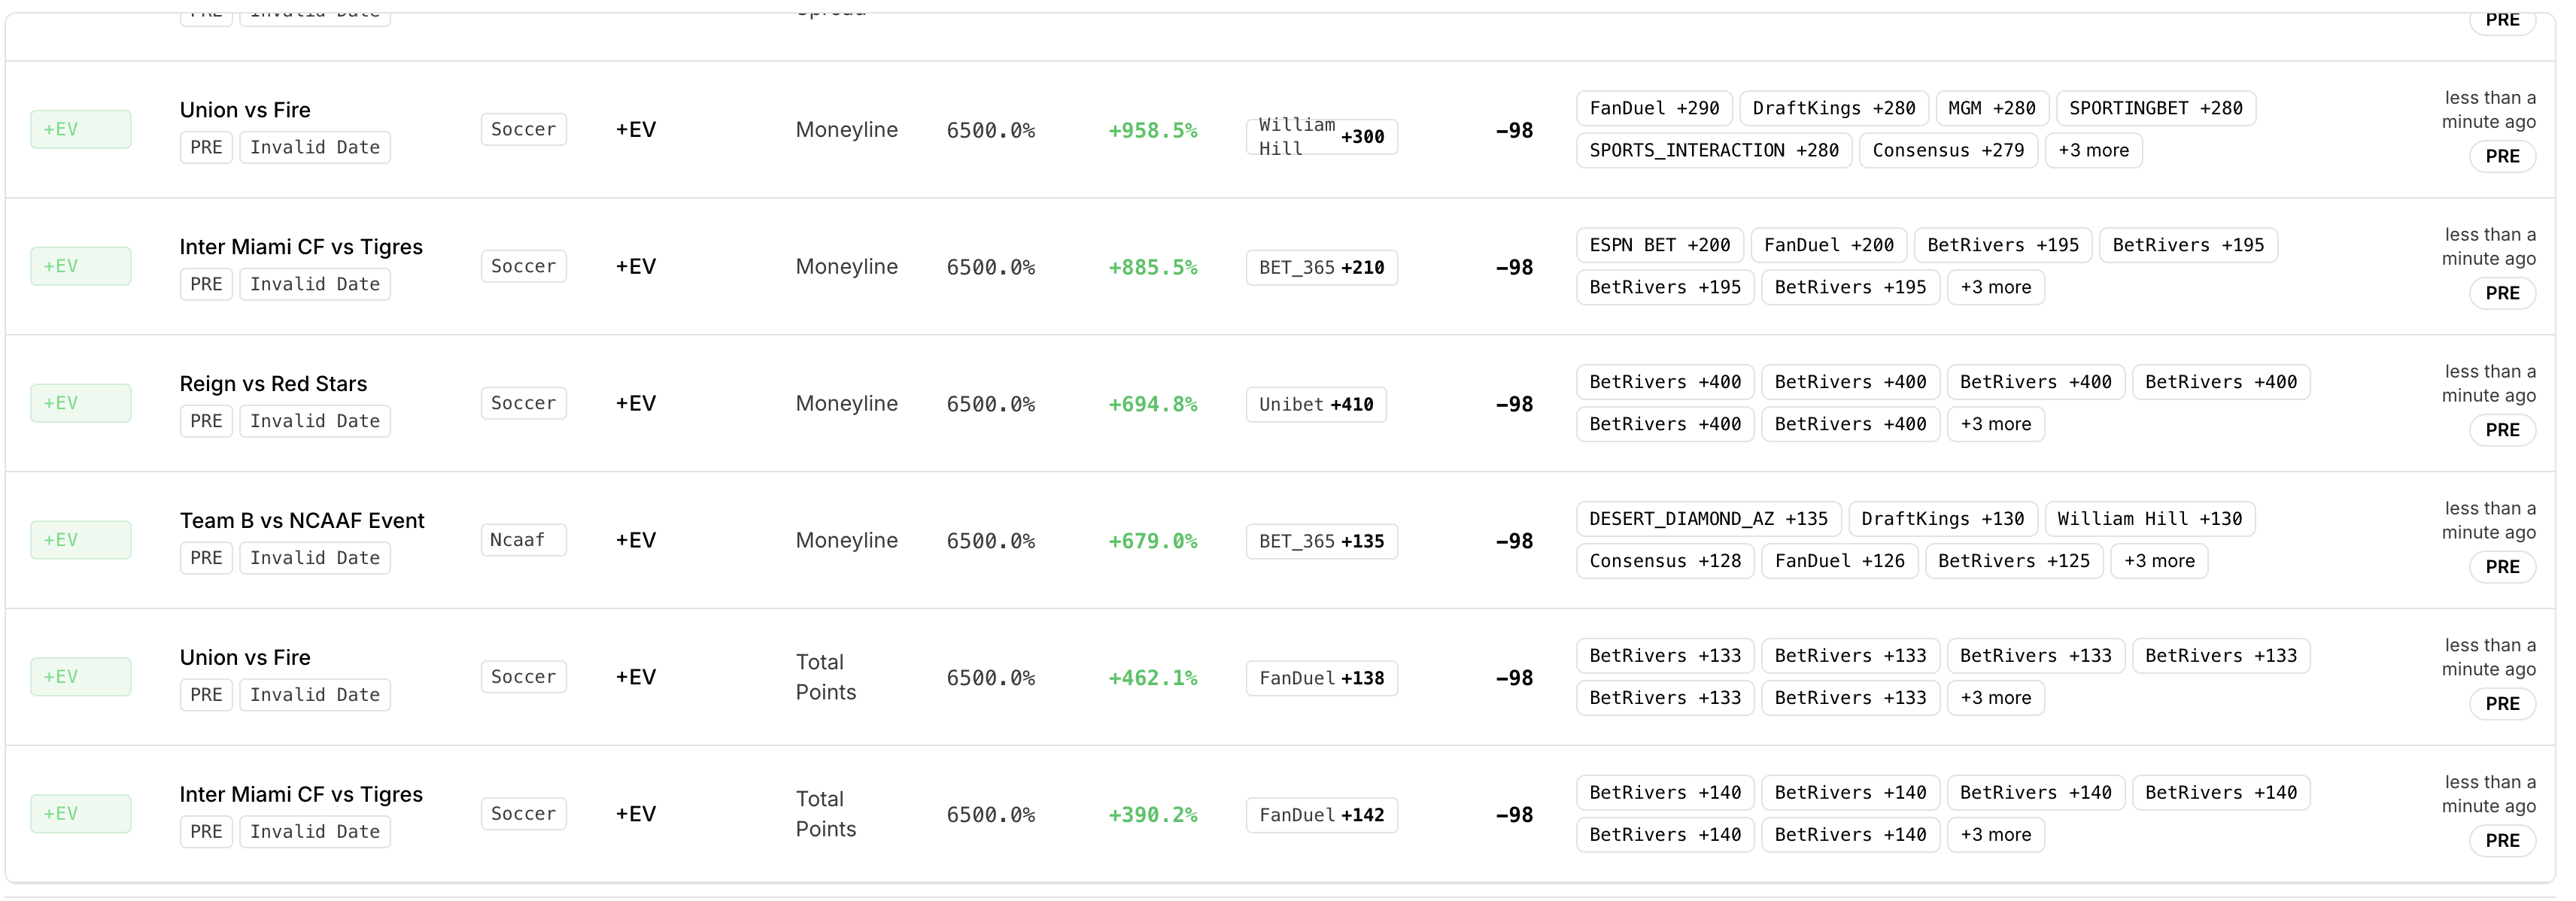 PRE Invalid Date Spread PRE
+EV Union vs Fire Soccer +EV Moneyline 6500.0% +958.5% William Hill +300 −98 FanDuel +290 DraftKings +280 MGM +280 SPORTINGBET +280 less than a minute ago
PRE Invalid Date SPORTS_INTERACTION +280 Consensus +279 +3 more PRE
+EV Inter Miami CF vs Tigres Soccer +EV Moneyline 6500.0% +885.5% BET_365 +210 −98 ESPN BET +200 FanDuel +200 BetRivers +195 BetRivers +195 less than a minute ago
PRE Invalid Date BetRivers +195 BetRivers +195 +3 more PRE
+EV Reign vs Red Stars Soccer +EV Moneyline 6500.0% +694.8% Unibet +410 −98 BetRivers +400 BetRivers +400 BetRivers +400 BetRivers +400 less than a minute ago
PRE Invalid Date BetRivers +400 BetRivers +400 +3 more PRE
+EV Team B vs NCAAF Event Ncaaf +EV Moneyline 6500.0% +679.0% BET_365 +135 −98 DESERT_DIAMOND_AZ +135 DraftKings +130 William Hill +130 less than a minute ago
PRE Invalid Date Consensus +128 FanDuel +126 BetRivers +125 +3 more PRE
+EV Union vs Fire Soccer +EV Total Points 6500.0% +462.1% FanDuel +138 −98 BetRivers +133 BetRivers +133 BetRivers +133 BetRivers +133 less than a minute ago
PRE Invalid Date BetRivers +133 BetRivers +133 +3 more PRE
+EV Inter Miami CF vs Tigres Soccer +EV Total Points 6500.0% +390.2% FanDuel +142 −98 BetRivers +140 BetRivers +140 BetRivers +140 BetRivers +140 less than a minute ago
PRE Invalid Date BetRivers +140 BetRivers +140 +3 more PRE